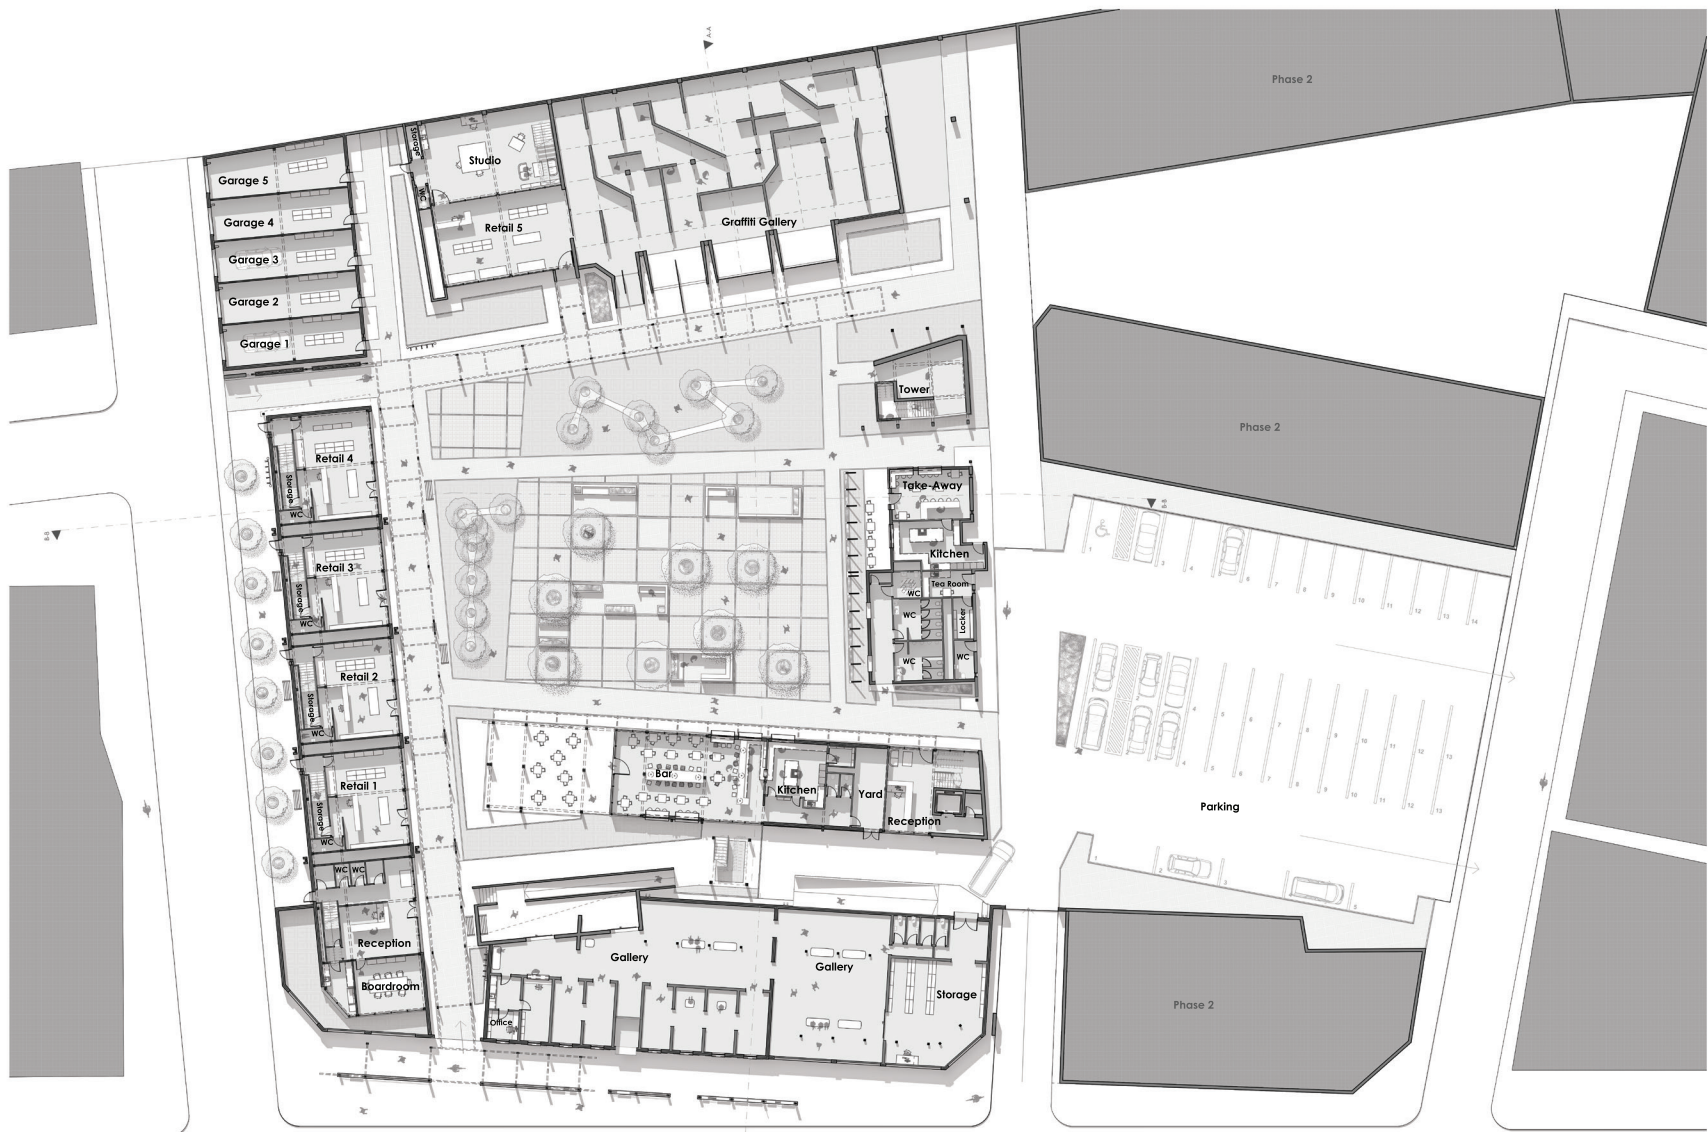 A-A
Phase 2
Storage
Studio
Garage 5
WC
Garage 4
Graffiti Gallery
Retail 5
Garage 3
Garage 2
Garage 1
Tower
Phase 2
Retail 4
Storage
Take-Away
WC
B-B
B-B
Kitchen
Retail 3
Tea Room
Storage
WC
WC
Locker
WC
WC
WC
Retail 2
Storage
WC
Bar
Retail 1
Kitchen
Yard
Parking
Storage
Reception
WC
WC WC
Reception
Gallery
Gallery
Boardroom
Storage
Phase 2
Office